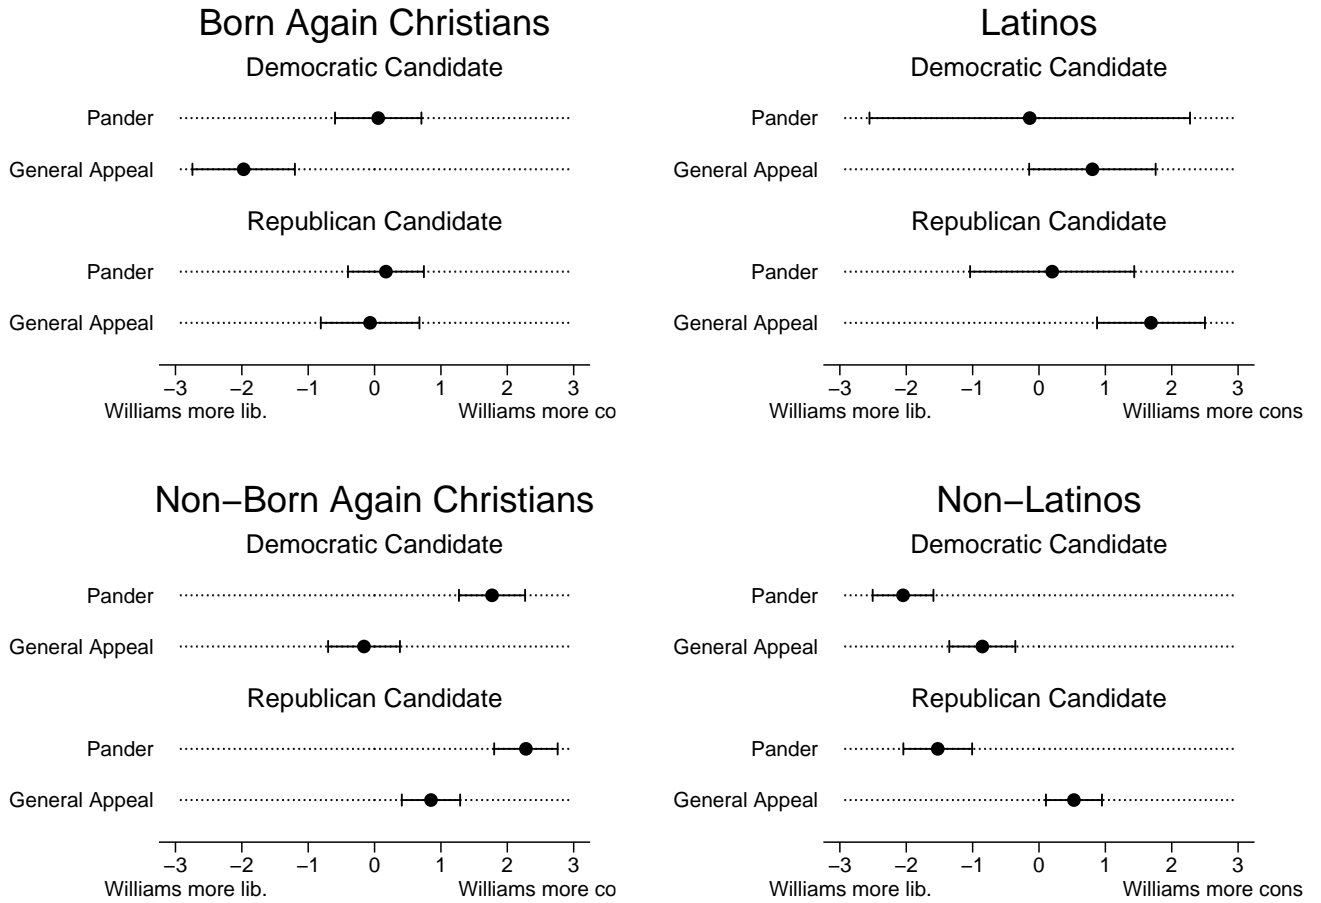 Born Again Christians
Democratic Candidate
Pander
General Appeal
Republican Candidate
Pander
General Appeal
−3 −2 −1 0 1 2 3
Williams more lib. Williams more co
Latinos
Democratic Candidate
Pander
General Appeal
Republican Candidate
Pander
General Appeal
−3 −2 −1 0 1 2 3
Williams more lib. Williams more cons
Non−Born Again Christians
Democratic Candidate
Pander
General Appeal
Republican Candidate
Pander
General Appeal
−3 −2 −1 0 1 2 3
Williams more lib. Williams more co
Non−Latinos
Democratic Candidate
Pander
General Appeal
Republican Candidate
Pander
General Appeal
−3 −2 −1 0 1 2 3
Williams more lib. Williams more cons